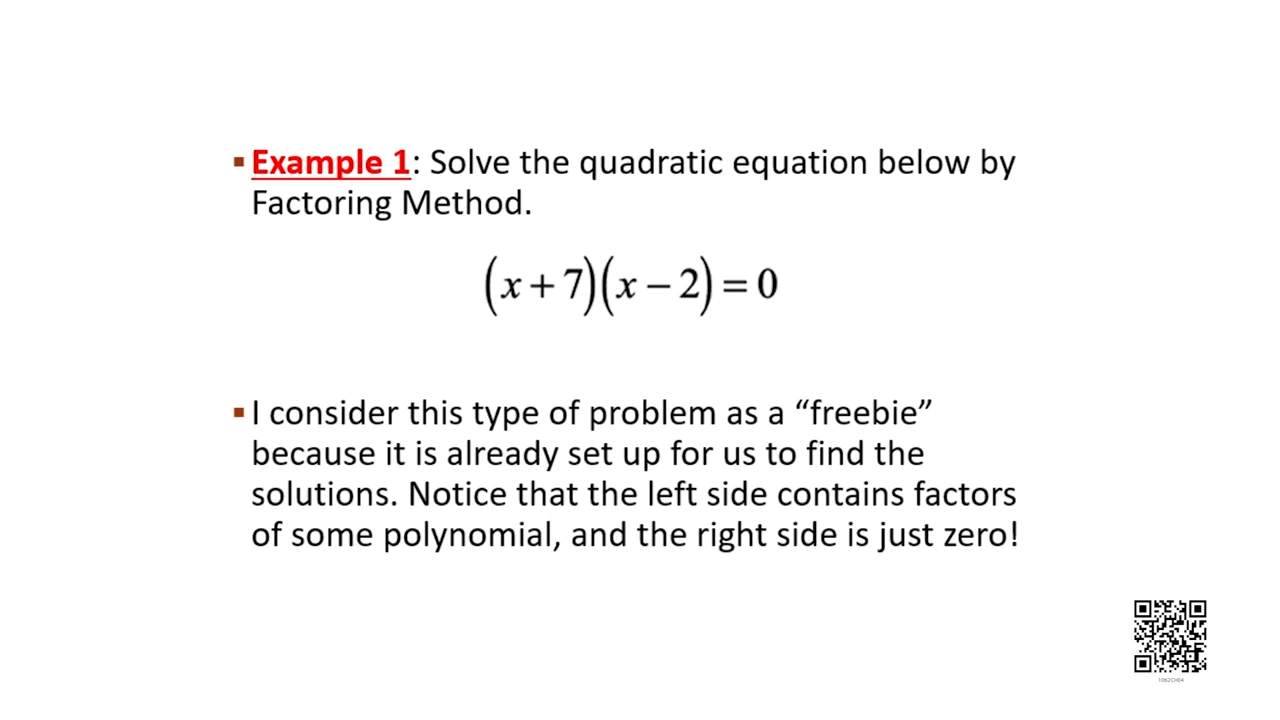 ▪ Example 1: Solve the quadratic equation below by
Factoring Method.
(x + 7)(x − 2) = 0
▪ I consider this type of problem as a “freebie”
because it is already set up for us to find the
solutions. Notice that the left side contains factors
of some polynomial, and the right side is just zero!
1062CH04